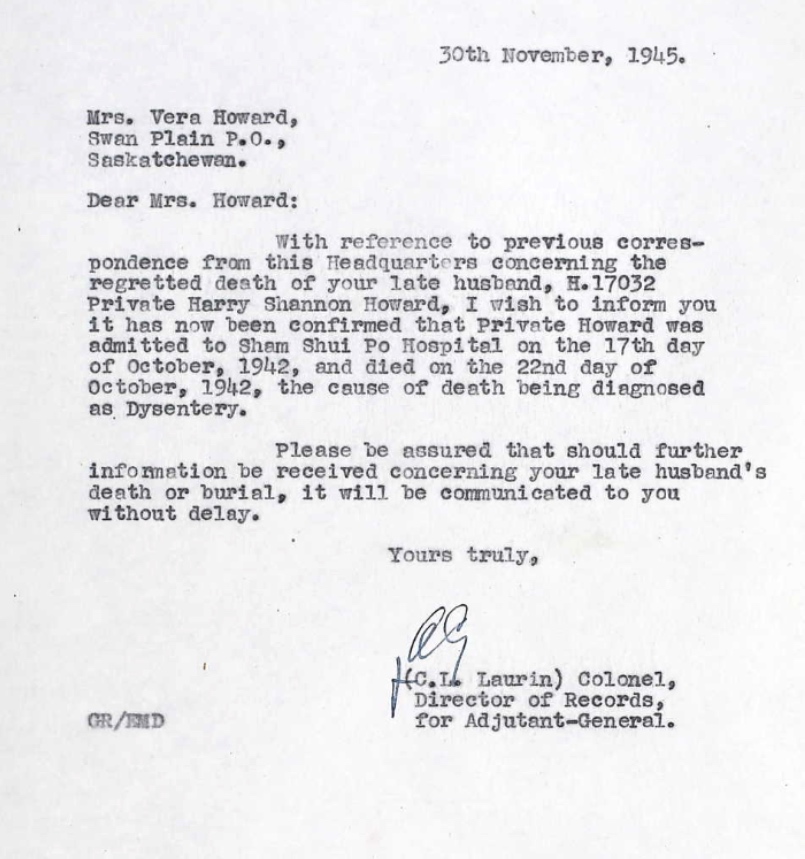 30th November, 1945.
Mrs. Vera Howard,
Swan Plain P.O.,
Saskatchewan.
Dear Mrs. Howard:
With reference to previous corres-
pondence from this Headquarters concerning the
regretted death of your late husband, H.17032
Private Harry Shannon Howard, I wish to inform you
it has now been confirmed that Private Howard was
admitted to Sham Shui Po Hospital on the 17th day
of October, 1942, and died on the 22nd day of
October, 1942, the cause of death being diagnosed
as Dysentery.
Please be assured that should further
information be received concerning your late husband's
death or burial, it will be communicated to you
without delay.
Yours truly,
(C.L. Laurin) Colonel,
Director of Records,
for Adjutant-General.
GR/EMD